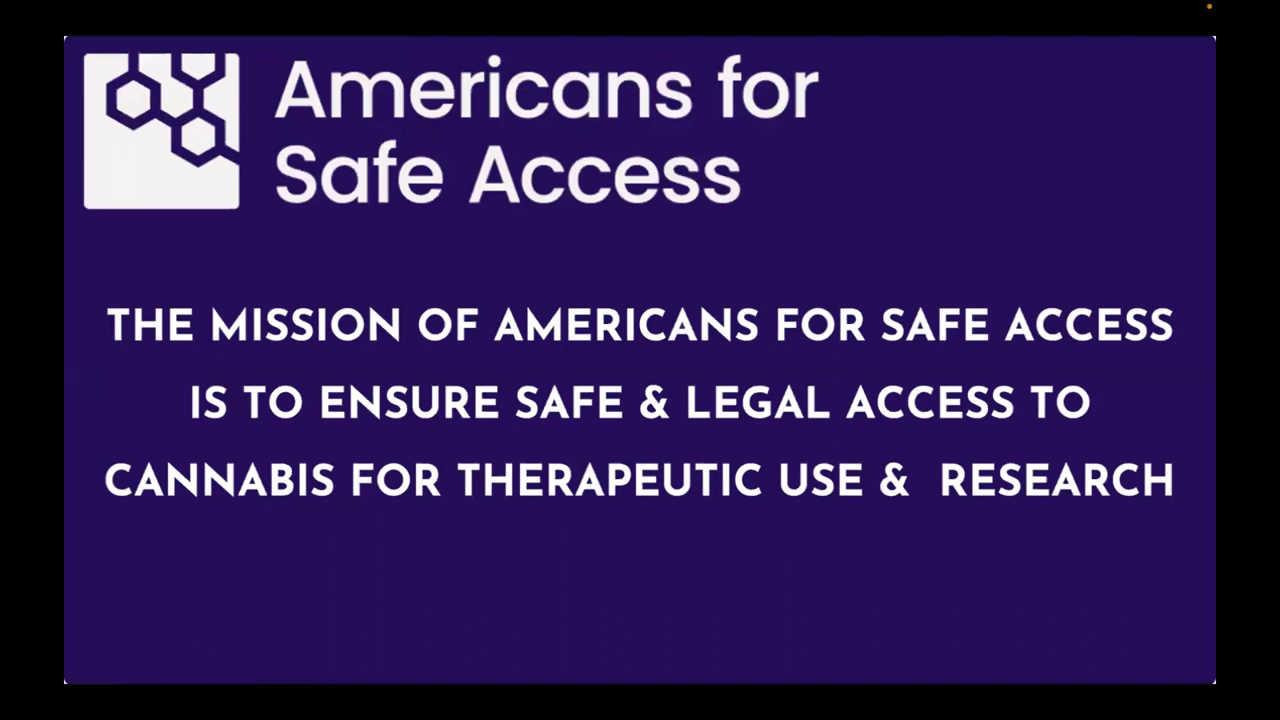 Americans for
Safe Access
THE MISSION OF AMERICANS FOR SAFE ACCESS
IS TO ENSURE SAFE & LEGAL ACCESS TO
CANNABIS FOR THERAPEUTIC USE & RESEARCH